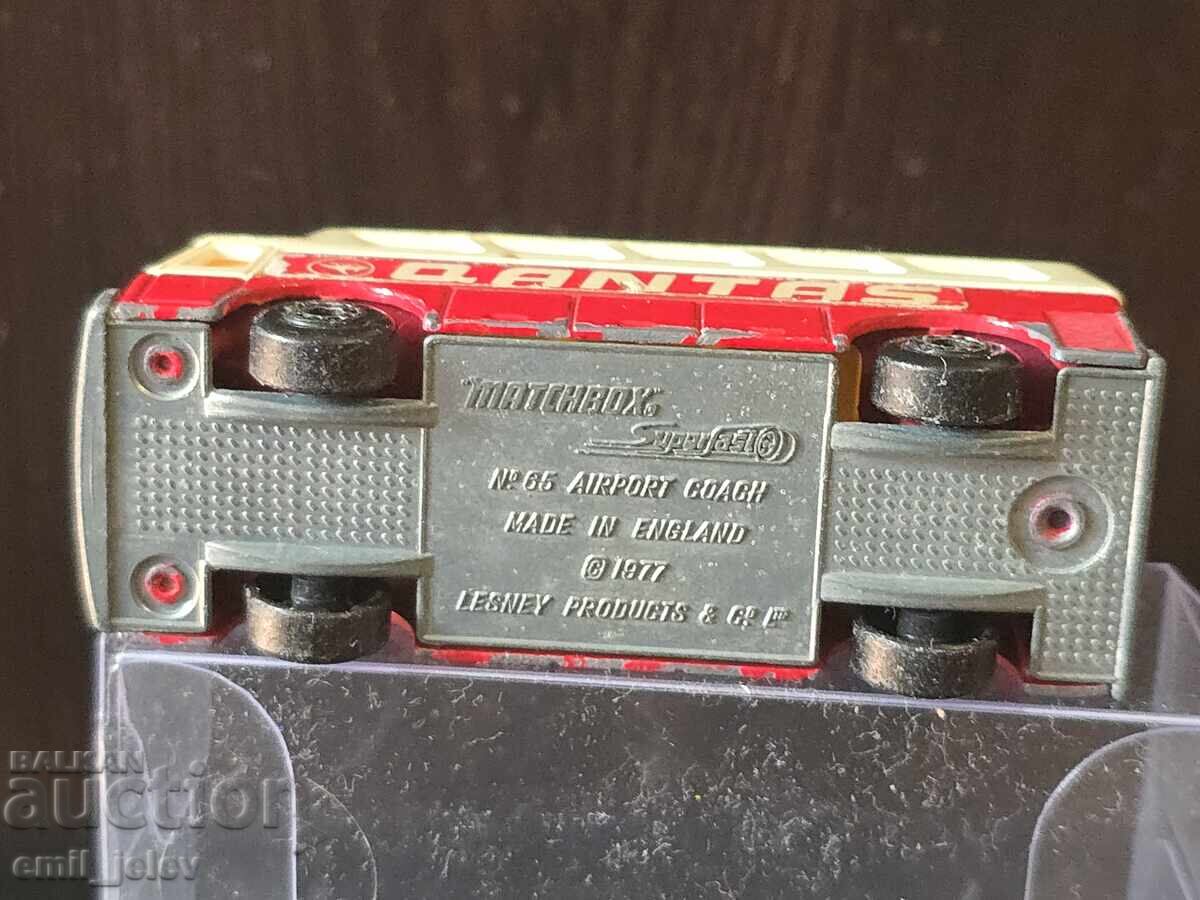 QANTAS
"MATCHBOX"®
Superfast
Nº 65 AIRPORT COACH
MADE IN ENGLAND
© 1977
LESNEY PRODUCTS & Cº LTD
BALKAN
auction
emil_jelev